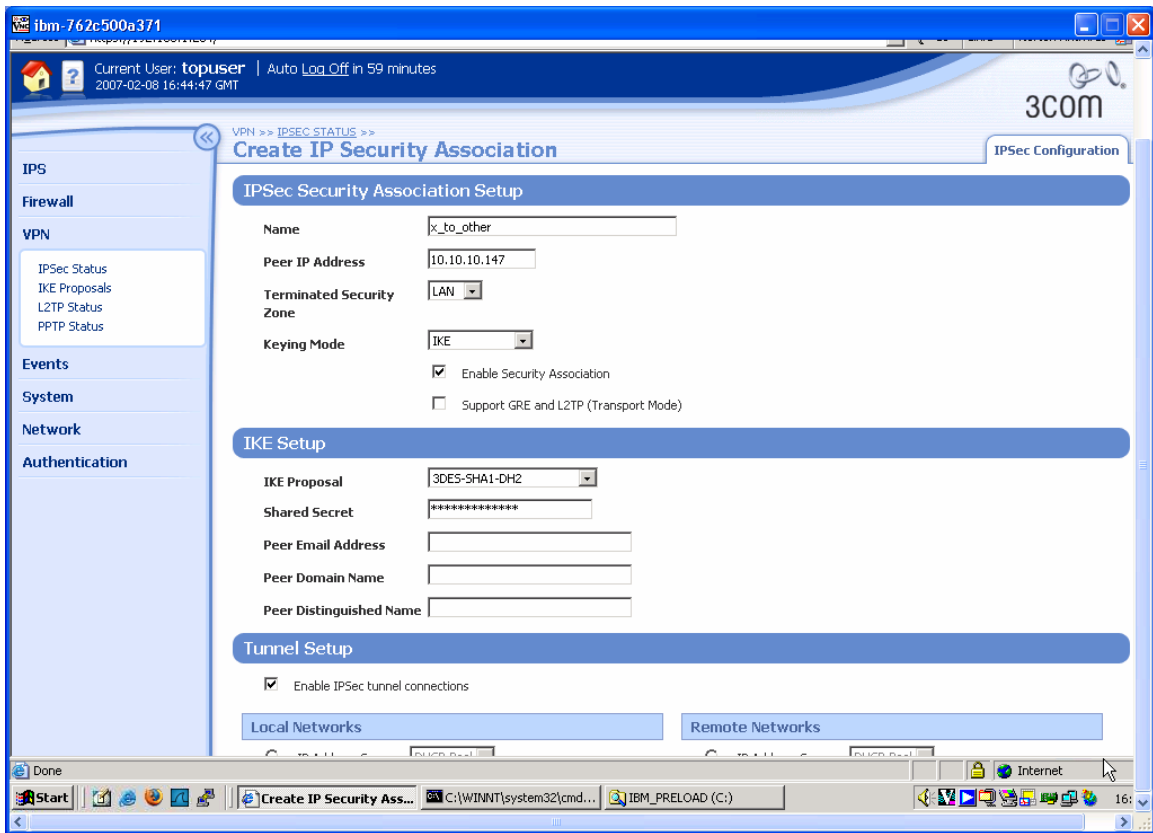 ibm-762c500a371
Current User: topuser | Auto Log Off in 59 minutes
2007-02-08 16:44:47 GMT
3COM
VPN >> IPSEC STATUS >>
Create IP Security Association
IPSec Configuration
IPS
Firewall
VPN
IPSec Status
IKE Proposals
L2TP Status
PPTP Status
Events
System
Network
Authentication
IPSec Security Association Setup
Name
x_to_other
Peer IP Address
10.10.10.147
Terminated Security
Zone
LAN
Keying Mode
IKE
Enable Security Association
Support GRE and L2TP (Transport Mode)
IKE Setup
IKE Proposal
3DES-SHA1-DH2
Shared Secret
*************
Peer Email Address
Peer Domain Name
Peer Distinguished Name
Tunnel Setup
Enable IPSec tunnel connections
Local Networks
Remote Networks
Done
Internet
Start
Create IP Security Ass...
C:\WINNT\system32\cmd...
IBM_PRELOAD (C:)
16: